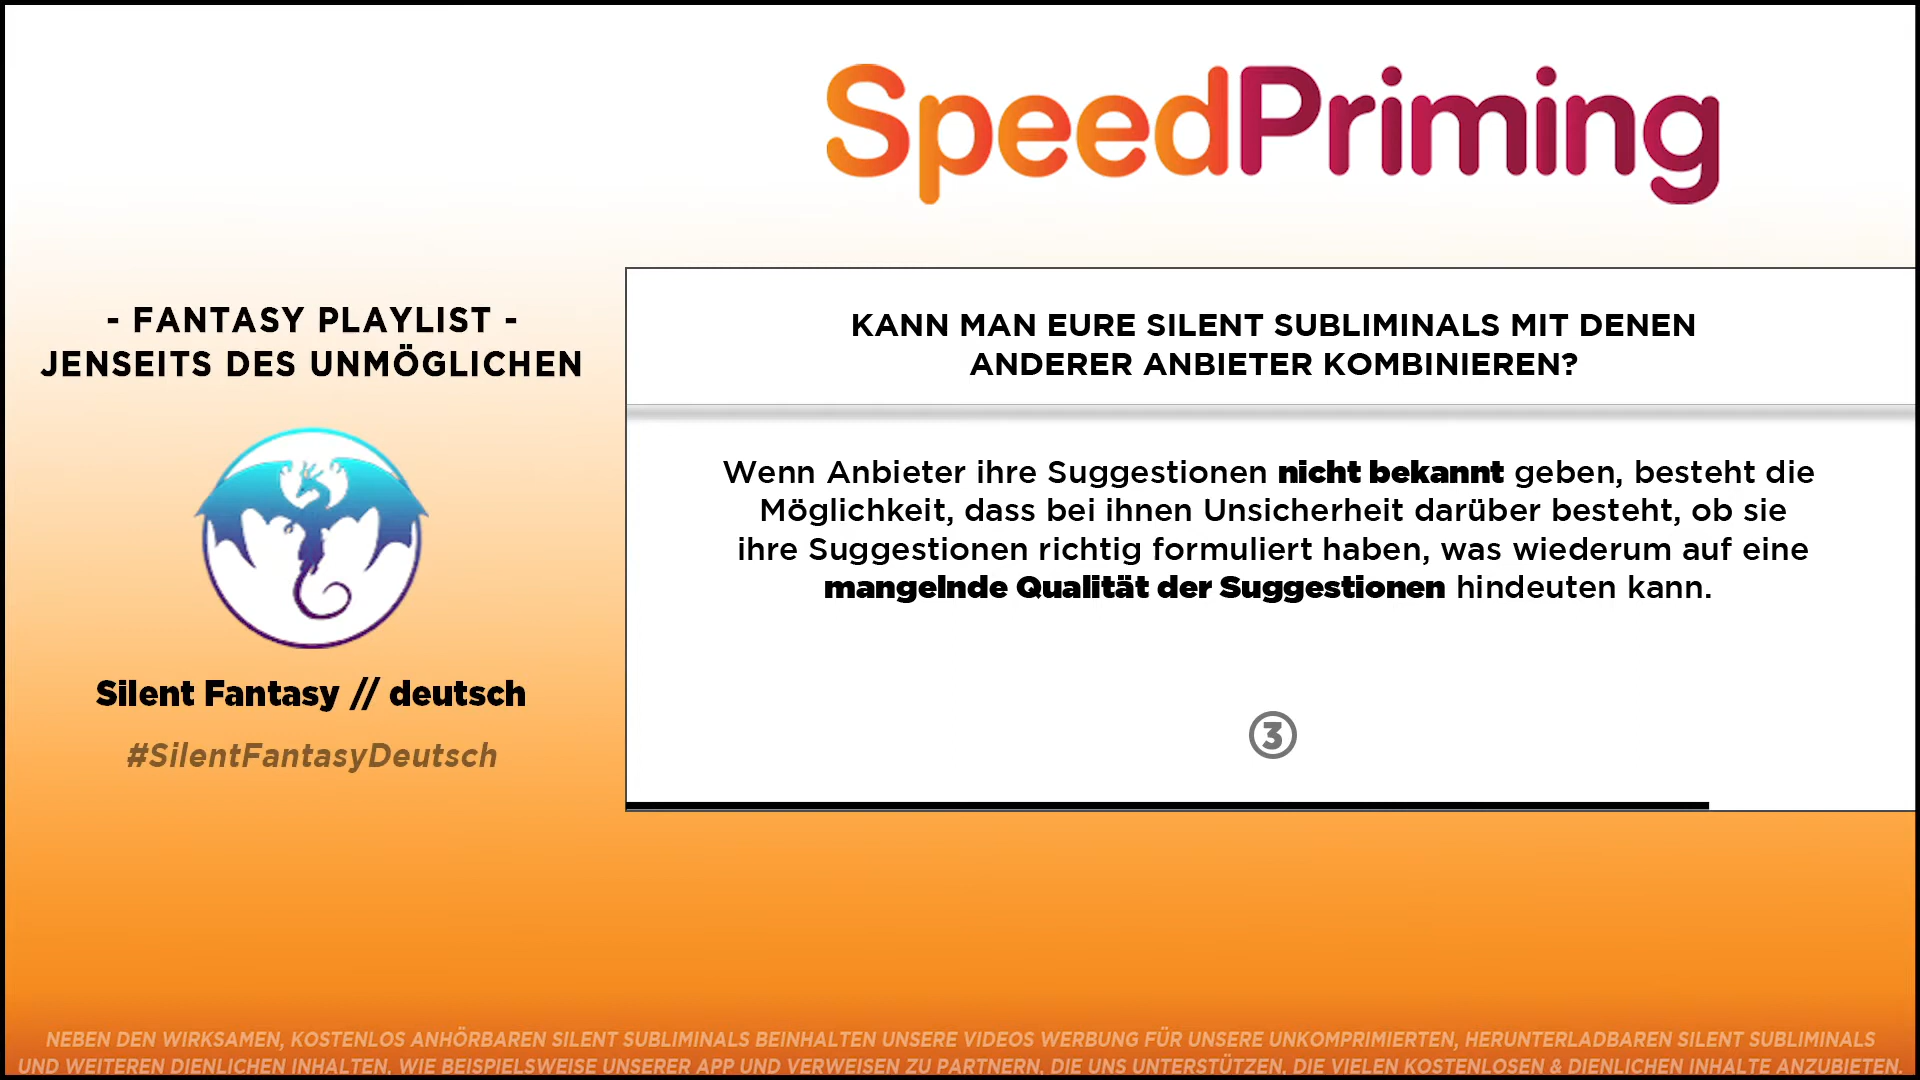 SpeedPriming
- FANTASY PLAYLIST -
JENSEITS DES UNMÖGLICHEN
Silent Fantasy // deutsch
#SilentFantasyDeutsch
KANN MAN EURE SILENT SUBLIMINALS MIT DENEN
ANDERER ANBIETER KOMBINIEREN?
Wenn Anbieter ihre Suggestionen nicht bekannt geben, besteht die
Möglichkeit, dass bei ihnen Unsicherheit darüber besteht, ob sie
ihre Suggestionen richtig formuliert haben, was wiederum auf eine
mangelnde Qualität der Suggestionen hindeuten kann.
3
NEBEN DEN WIRKSAMEN, KOSTENLOS ANHÖRBAREN SILENT SUBLIMINALS BEINHALTEN UNSERE VIDEOS WERBUNG FÜR UNSERE UNKOMPRIMIERTEN, HERUNTERLADBAREN SILENT SUBLIMINALS
UND WEITEREN DIENLICHEN INHALTEN, WIE BEISPIELSWEISE UNSERER APP UND VERWEISEN ZU PARTNERN, DIE UNS UNTERSTÜTZEN, DIE VIELEN KOSTENLOSEN & DIENLICHEN INHALTE ANZUBIETEN.